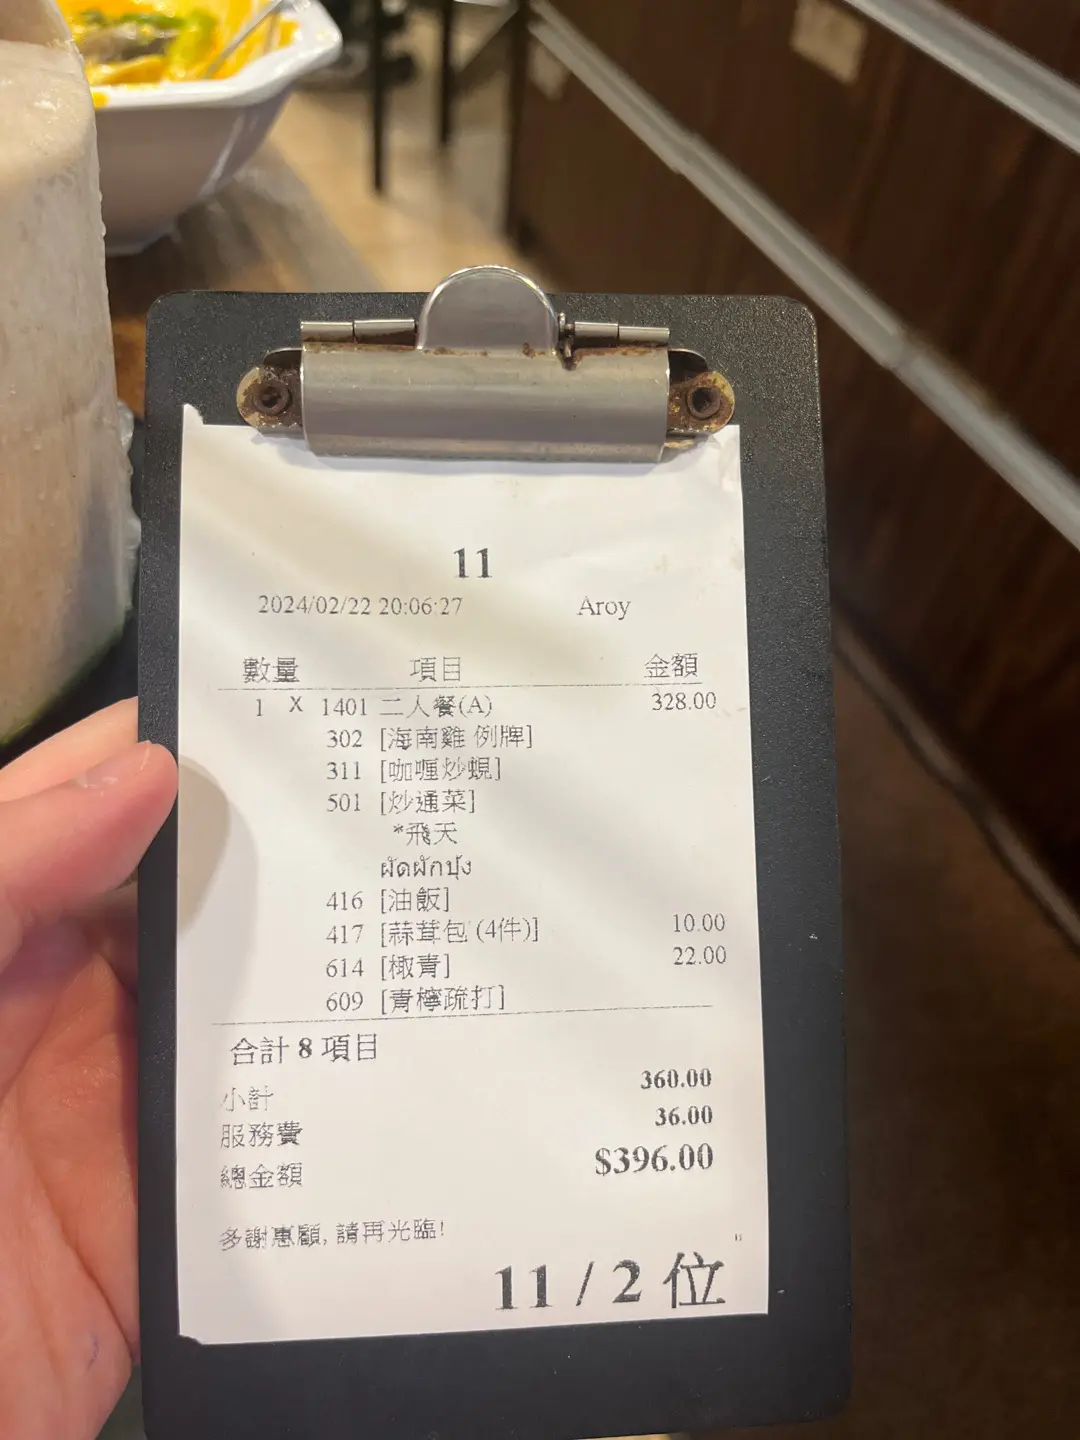 11
2024/02/22 20:06:27 Aroy
數量 項目 金額
1 X 1401 二人餐(A) 328.00
302 [海南雞 例牌]
311 [咖喱炒蜆]
501 [炒通菜]
*飛天
ผัดผักบุ้ง
416 [油飯]
417 [蒜茸包 (4件)] 10.00
614 [椰青] 22.00
609 [青檸疏打]
合計 8 項目
小計 360.00
服務費 36.00
總金額 $396.00
多謝惠顧, 請再光臨!
11 / 2 位